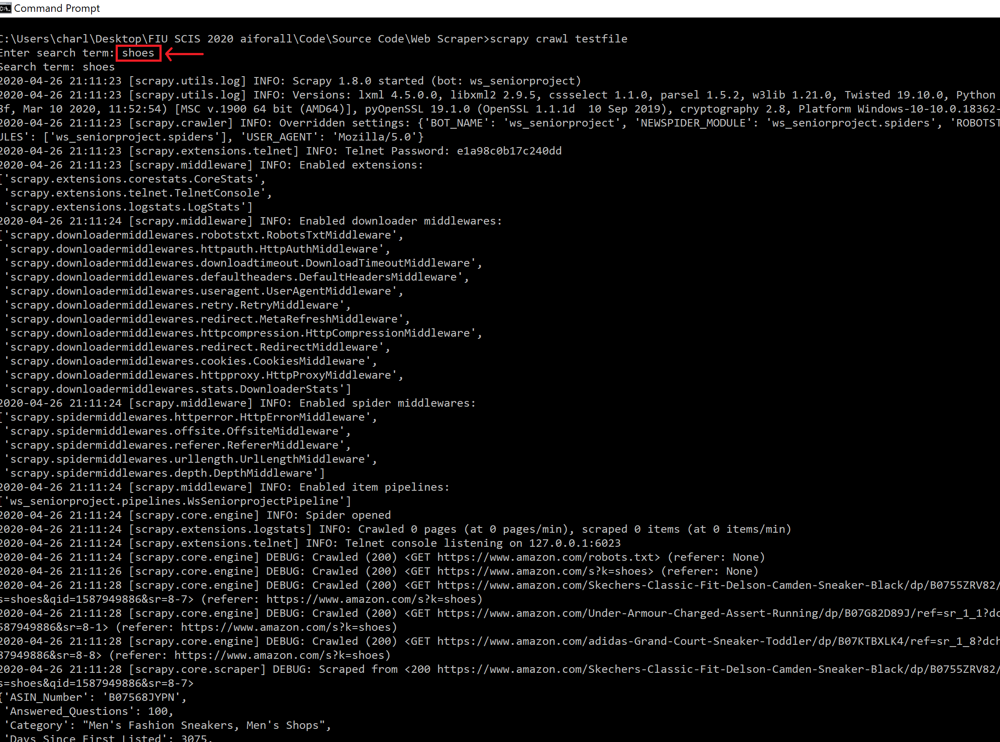 Command Prompt
C:\Users\charl\Desktop\FIU SCIS 2020 aiforall\Code\Source Code\Web Scraper>scrapy crawl testfile
Enter search term: shoes
Search term: shoes
2020-04-26 21:11:23 [scrapy.utils.log] INFO: Scrapy 1.8.0 started (bot: ws_seniorproject)
2020-04-26 21:11:23 [scrapy.utils.log] INFO: Versions: lxml 4.5.0.0, libxml2 2.9.5, cssselect 1.1.0, parsel 1.5.2, w3lib 1.21.0, Twisted 19.10.0, Python
8f, Mar 10 2020, 11:52:54) [MSC v.1900 64 bit (AMD64)], pyOpenSSL 19.1.0 (OpenSSL 1.1.1d  10 Sep 2019), cryptography 2.8, Platform Windows-10-10.0.18362-
2020-04-26 21:11:23 [scrapy.crawler] INFO: Overridden settings: {'BOT_NAME': 'ws_seniorproject', 'NEWSPIDER_MODULE': 'ws_seniorproject.spiders', 'ROBOTST
ULES': ['ws_seniorproject.spiders'], 'USER_AGENT': 'Mozilla/5.0'}
2020-04-26 21:11:23 [scrapy.extensions.telnet] INFO: Telnet Password: e1a98c0b17c240dd
2020-04-26 21:11:23 [scrapy.middleware] INFO: Enabled extensions:
['scrapy.extensions.corestats.CoreStats',
'scrapy.extensions.telnet.TelnetConsole',
'scrapy.extensions.logstats.LogStats']
2020-04-26 21:11:24 [scrapy.middleware] INFO: Enabled downloader middlewares:
['scrapy.downloadermiddlewares.robotstxt.RobotsTxtMiddleware',
'scrapy.downloadermiddlewares.httpauth.HttpAuthMiddleware',
'scrapy.downloadermiddlewares.downloadtimeout.DownloadTimeoutMiddleware',
'scrapy.downloadermiddlewares.defaultheaders.DefaultHeadersMiddleware',
'scrapy.downloadermiddlewares.useragent.UserAgentMiddleware',
'scrapy.downloadermiddlewares.retry.RetryMiddleware',
'scrapy.downloadermiddlewares.redirect.MetaRefreshMiddleware',
'scrapy.downloadermiddlewares.httpcompression.HttpCompressionMiddleware',
'scrapy.downloadermiddlewares.redirect.RedirectMiddleware',
'scrapy.downloadermiddlewares.cookies.CookiesMiddleware',
'scrapy.downloadermiddlewares.httpproxy.HttpProxyMiddleware',
'scrapy.downloadermiddlewares.stats.DownloaderStats']
2020-04-26 21:11:24 [scrapy.middleware] INFO: Enabled spider middlewares:
['scrapy.spidermiddlewares.httperror.HttpErrorMiddleware',
'scrapy.spidermiddlewares.offsite.OffsiteMiddleware',
'scrapy.spidermiddlewares.referer.RefererMiddleware',
'scrapy.spidermiddlewares.urllength.UrlLengthMiddleware',
'scrapy.spidermiddlewares.depth.DepthMiddleware']
2020-04-26 21:11:24 [scrapy.middleware] INFO: Enabled item pipelines:
['ws_seniorproject.pipelines.WsSeniorprojectPipeline']
2020-04-26 21:11:24 [scrapy.core.engine] INFO: Spider opened
2020-04-26 21:11:24 [scrapy.extensions.logstats] INFO: Crawled 0 pages (at 0 pages/min), scraped 0 items (at 0 items/min)
2020-04-26 21:11:24 [scrapy.extensions.telnet] INFO: Telnet console listening on 127.0.0.1:6023
2020-04-26 21:11:24 [scrapy.core.engine] DEBUG: Crawled (200) <GET https://www.amazon.com/robots.txt> (referer: None)
2020-04-26 21:11:26 [scrapy.core.engine] DEBUG: Crawled (200) <GET https://www.amazon.com/s?k=shoes> (referer: None)
2020-04-26 21:11:28 [scrapy.core.engine] DEBUG: Crawled (200) <GET https://www.amazon.com/Skechers-Classic-Fit-Delson-Camden-Sneaker-Black/dp/B0755ZRV82/
s=shoes&qid=1587949886&sr=8-7> (referer: https://www.amazon.com/s?k=shoes)
2020-04-26 21:11:28 [scrapy.core.engine] DEBUG: Crawled (200) <GET https://www.amazon.com/Under-Armour-Charged-Assert-Running/dp/B07G82D89J/ref=sr_1_1?dc
587949886&sr=8-1> (referer: https://www.amazon.com/s?k=shoes)
2020-04-26 21:11:28 [scrapy.core.engine] DEBUG: Crawled (200) <GET https://www.amazon.com/adidas-Grand-Court-Sneaker-Toddler/dp/B07KTBXLK4/ref=sr_1_8?dch
87949886&sr=8-8> (referer: https://www.amazon.com/s?k=shoes)
2020-04-26 21:11:28 [scrapy.core.scraper] DEBUG: Scraped from <200 https://www.amazon.com/Skechers-Classic-Fit-Delson-Camden-Sneaker-Black/dp/B0755ZRV82/
s=shoes&qid=1587949886&sr=8-7>
{'ASIN_Number': 'B07568JYPN',
'Answered_Questions': 100,
'Category': "Men's Fashion Sneakers, Men's Shops",
'Days_Since_First_Listed': 3075,